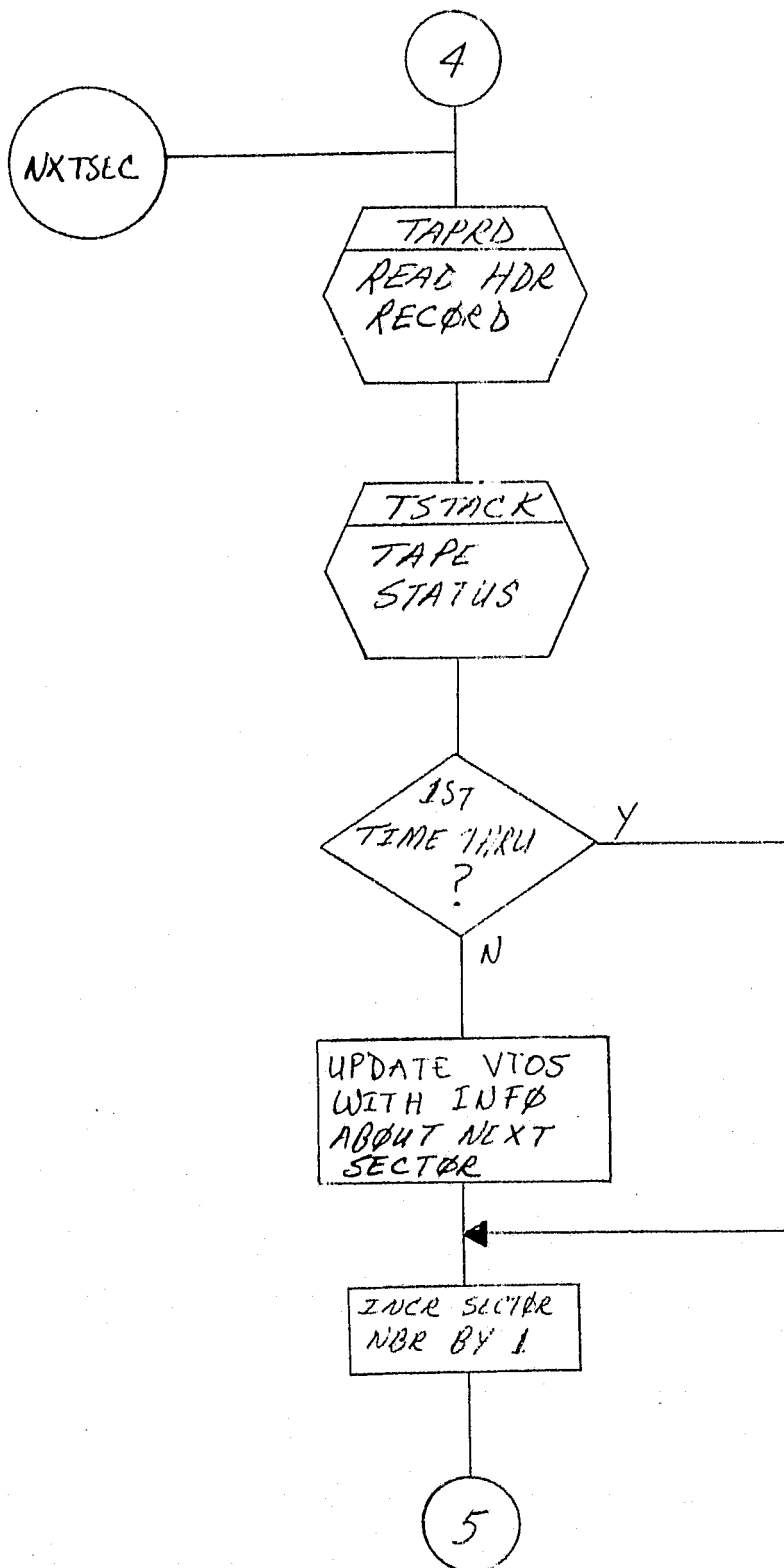 4
NXTSEC
TAPRD
READ HDR
RECØRD
TSTACK
TAPE
STATUS
1ST
TIME THRU
?
Y
N
UPDATE VT05
WITH INFØ
ABØUT NEXT
SECTØR
INCR SECTØR
NBR BY 1
5